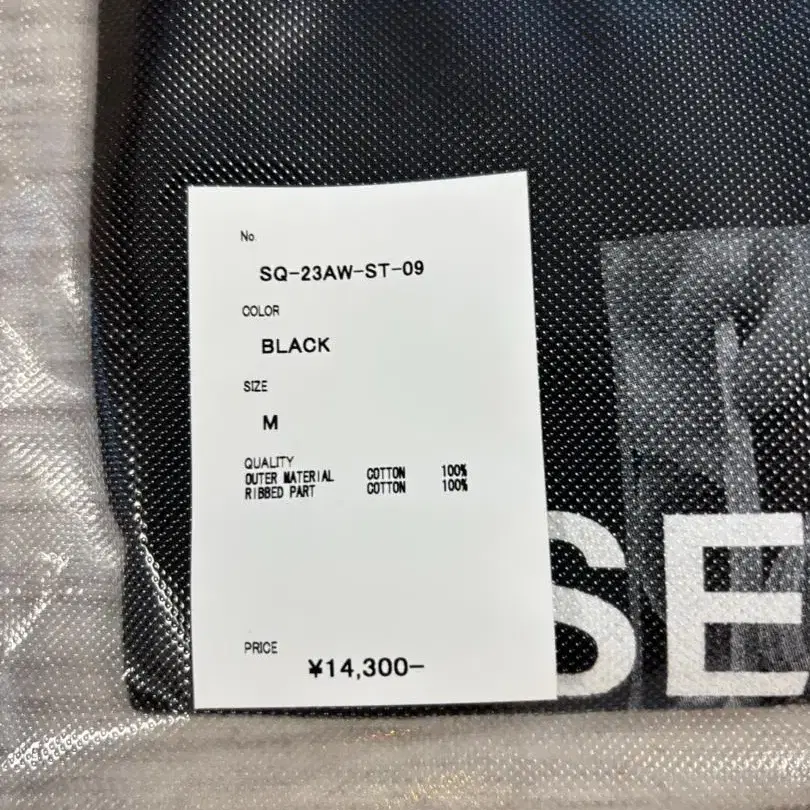 No
SQ-23AW-ST-09
COLOR
BLACK
SIZE
M
QUALITY
OUTER MATERIAL COTTON 100%
RIBBED PART COTTON 100%
PRICE
¥14,300−
SE